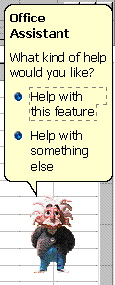 Office
Assistant
What kind of help
would you like?
Help with
this feature
Help with
something
else